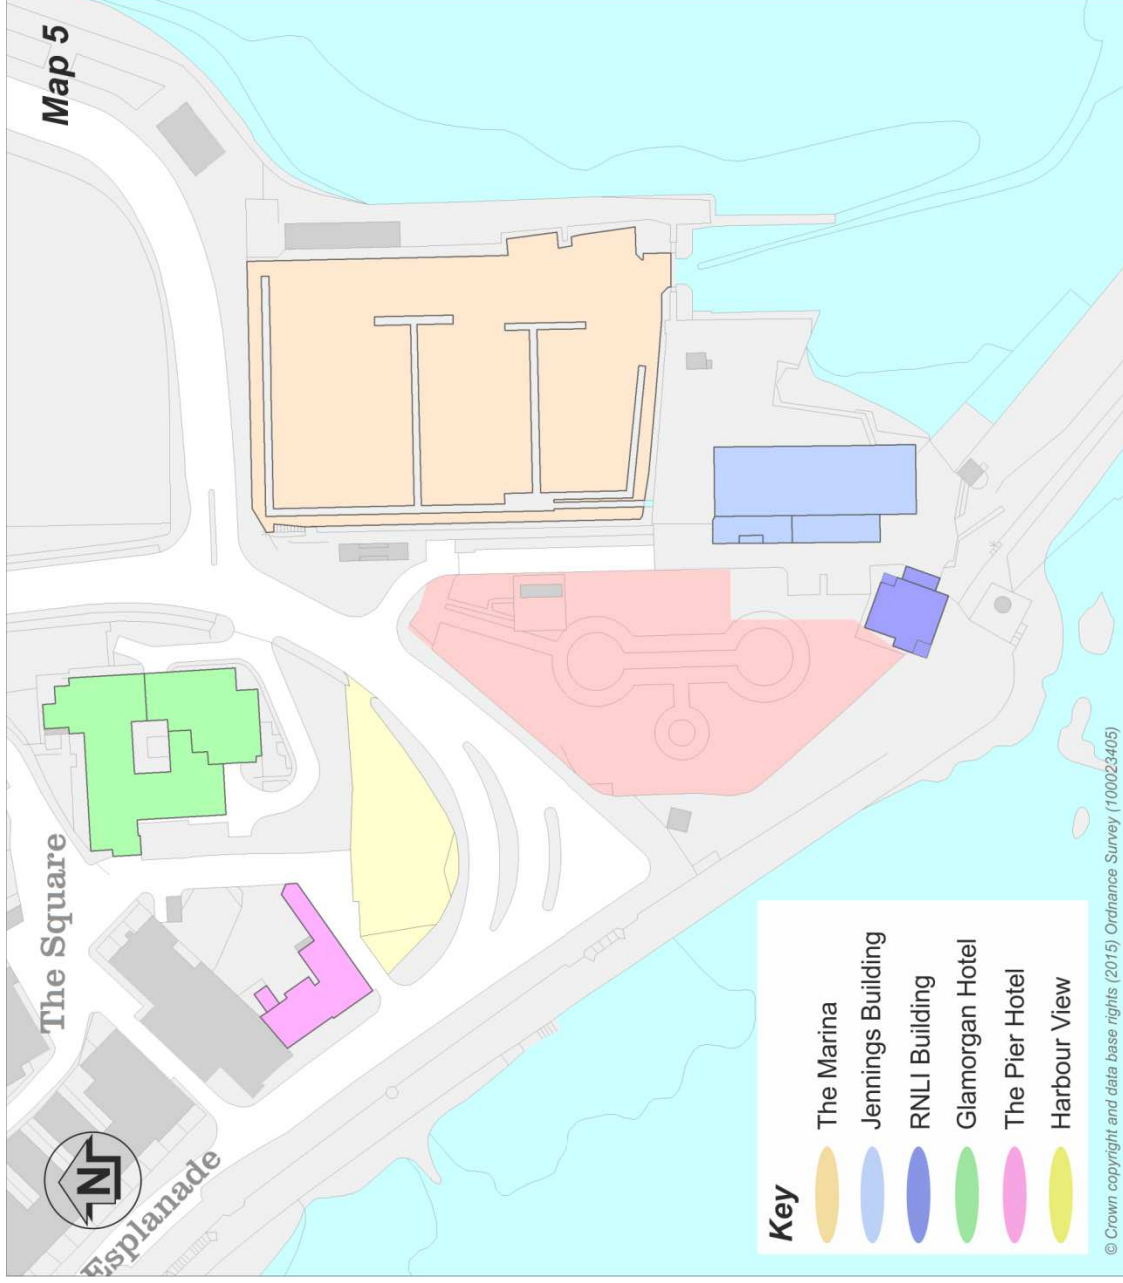 Map 5
The Square
N
Esplanade
Key
The Marina
Jennings Building
RNLI Building
Glamorgan Hotel
The Pier Hotel
Harbour View
© Crown copyright and data base rights (2015) Ordnance Survey (100023405)